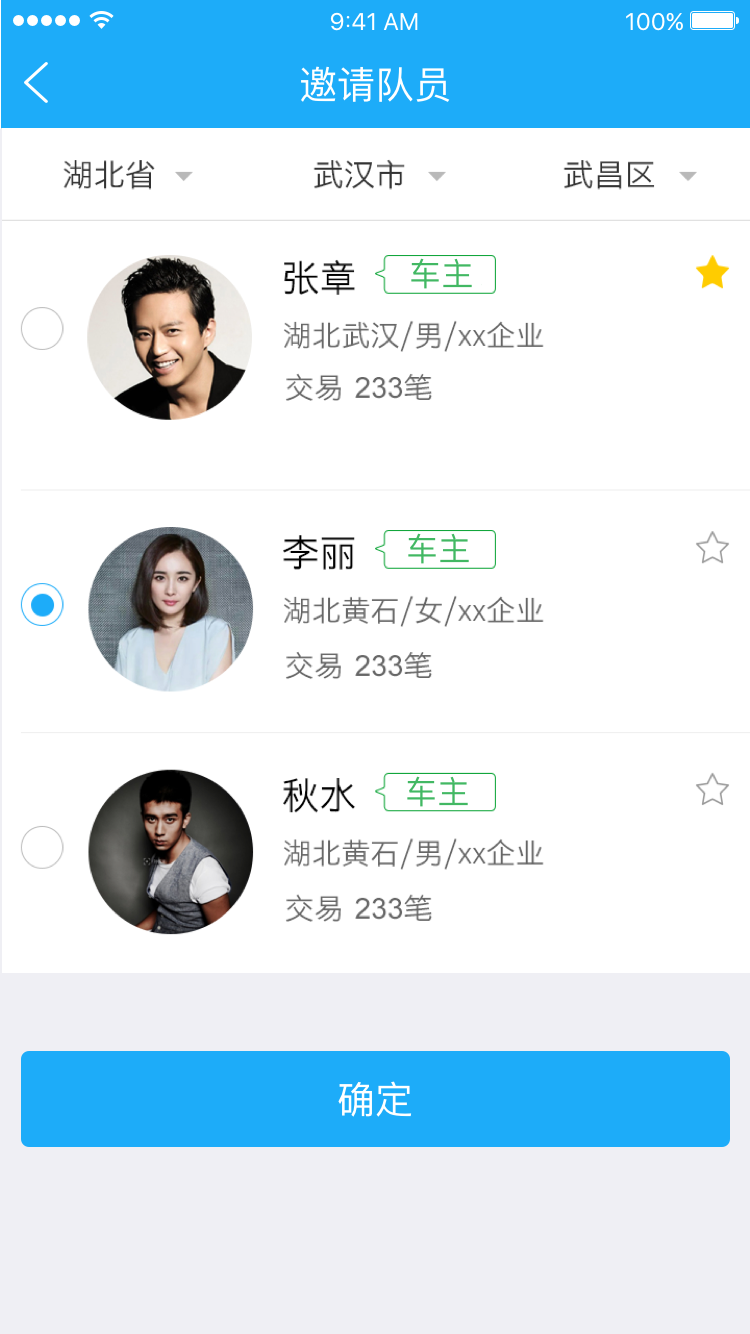 9:41 AM 100%
邀请队员
湖北省 武汉市 武昌区
张章 车主
湖北武汉/男/xx企业
交易 233笔
李丽 车主
湖北黄石/女/xx企业
交易 233笔
秋水 车主
湖北黄石/男/xx企业
交易 233笔
确定